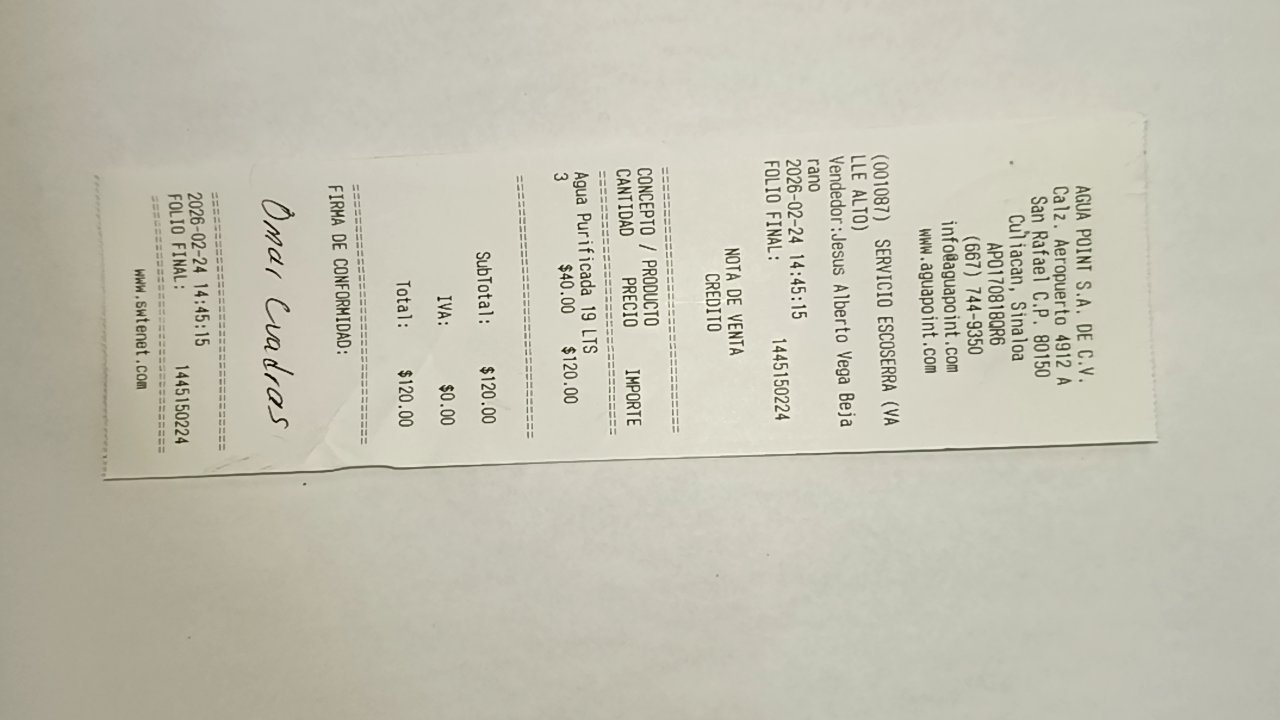 AGUA POINT S.A. DE C.V.
Calz. Aeropuerto 4912 A
San Rafael C.P. 80150
Culiacan, Sinaloa
APO170818QR6
(667) 744-9350
info@aguapoint.com
www.aguapoint.com
(001087) SERVICIO ESCOSERRA (VA
LLE ALTO)
Vendedor:Jesus Alberto Vega Beja
rano
2026-02-24 14:45:15
FOLIO FINAL: 1445150224
NOTA DE VENTA
CREDITO
================================
CONCEPTO / PRODUCTO
CANTIDAD PRECIO IMPORTE
================================
Agua Purificada 19 LTS
3 $40.00 $120.00
================================
SubTotal: $120.00
IVA: $0.00
Total: $120.00
================================
FIRMA DE CONFORMIDAD:
Omar Cuadras
================================
2026-02-24 14:45:15
FOLIO FINAL: 1445150224
================================
www.swtenet.com